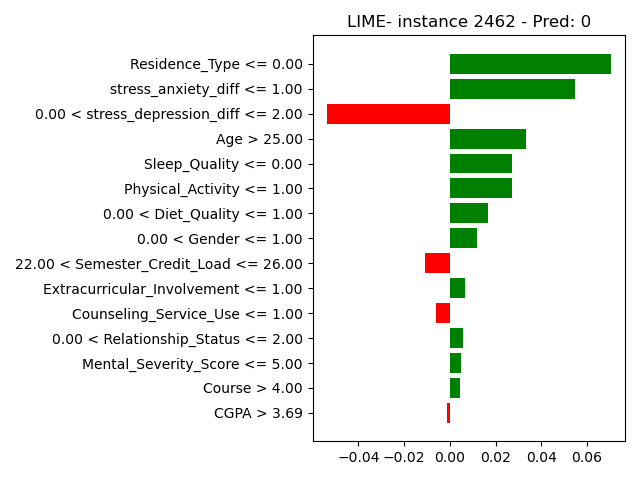 LIME- instance 2462 - Pred: 0
Residence_Type <= 0.00
stress_anxiety_diff <= 1.00
0.00 < stress_depression_diff <= 2.00
Age > 25.00
Sleep_Quality <= 0.00
Physical_Activity <= 1.00
0.00 < Diet_Quality <= 1.00
0.00 < Gender <= 1.00
22.00 < Semester_Credit_Load <= 26.00
Extracurricular_Involvement <= 1.00
Counseling_Service_Use <= 1.00
0.00 < Relationship_Status <= 2.00
Mental_Severity_Score <= 5.00
Course > 4.00
CGPA > 3.69
−0.04 −0.02 0.00 0.02 0.04 0.06